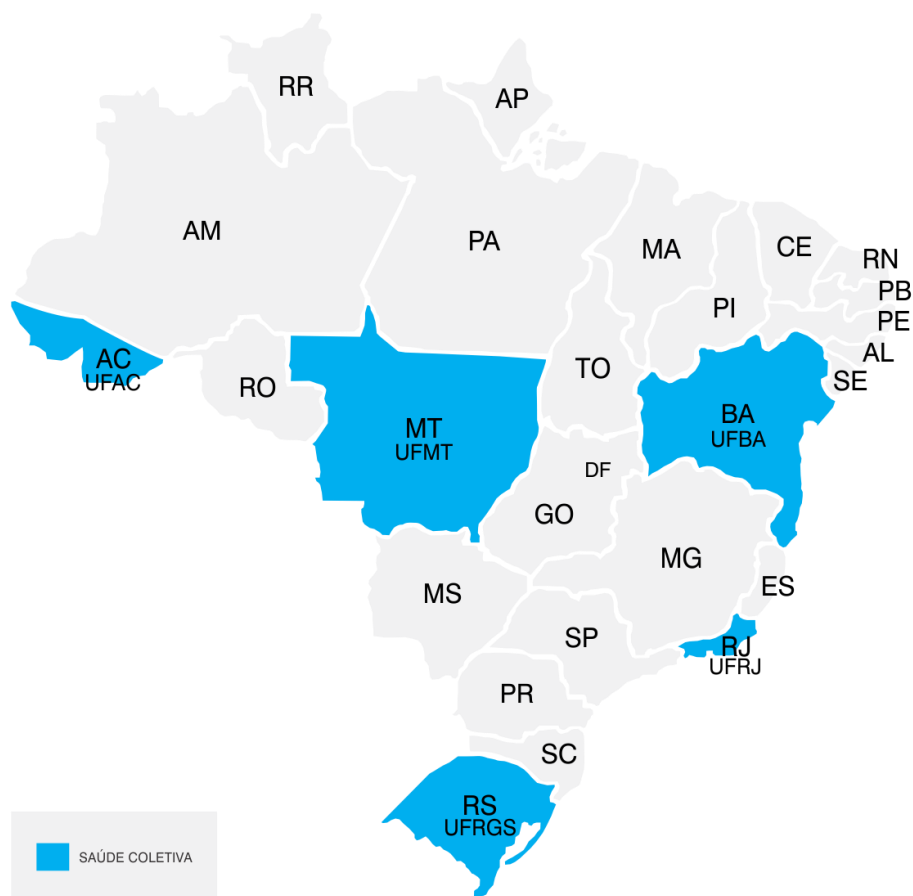 RR
AP
AM
PA
MA
CE
RN
PB
PE
PI
AL
SE
AC
UFAC
RO
TO
MT
UFMT
BA
UFBA
DF
GO
MG
MS
ES
SP
RJ
UFRJ
PR
SC
RS
UFRGS
SAÚDE COLETIVA